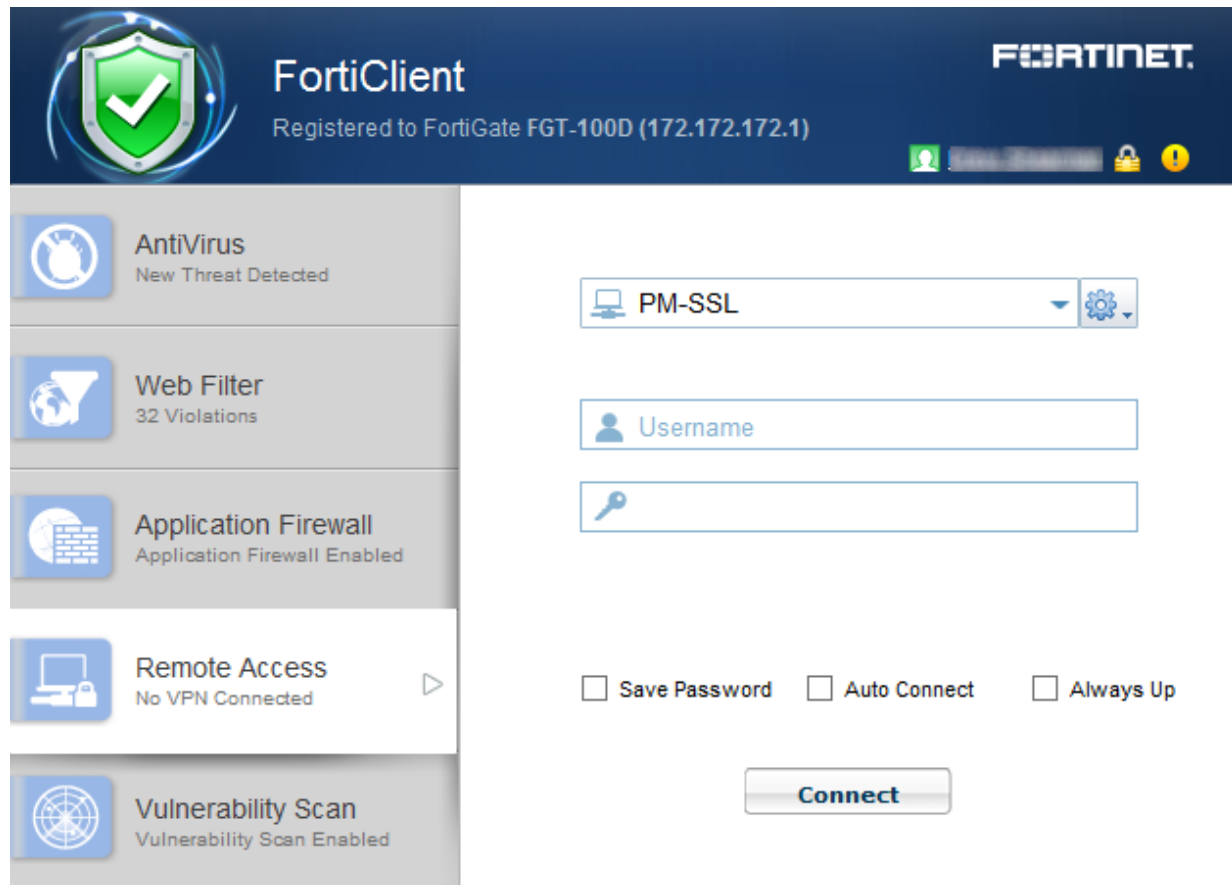 FORTINET
FortiClient
Registered to FortiGate FGT-100D (172.172.172.1)
AntiVirus
New Threat Detected
Web Filter
32 Violations
Application Firewall
Application Firewall Enabled
Remote Access
No VPN Connected
Vulnerability Scan
Vulnerability Scan Enabled
PM-SSL
Username
Save Password Auto Connect Always Up
Connect